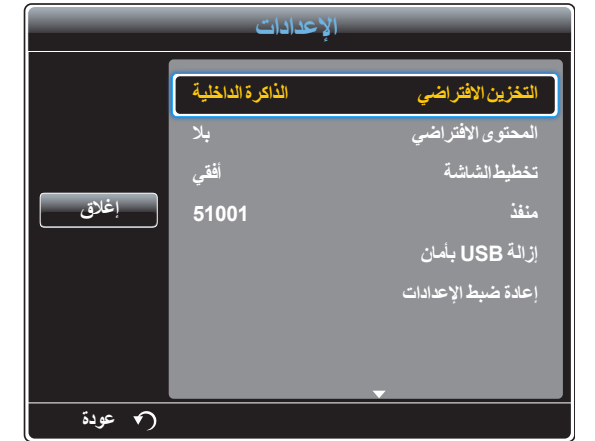 الإعدادات
التخزين الافتراضي الذاكرة الداخلية
المحتوى الافتراضي بلا
تخطيط الشاشة أفقي
منفذ 51001
إزالة USB بأمان
إعادة ضبط الإعدادات
إغلاق
عودة